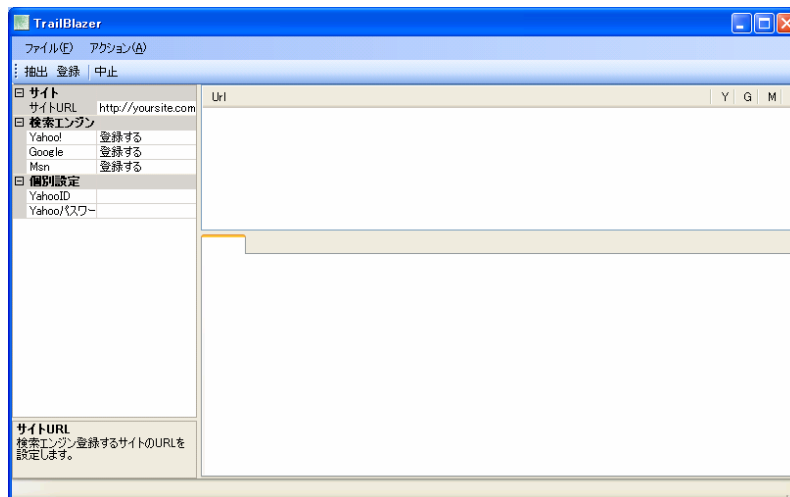 TrailBlazer
ファイル(F) アクション(A)
抽出 登録 中止
サイト
サイトURL http://yoursite.com
検索エンジン
Yahoo! 登録する
Google 登録する
Msn 登録する
個別設定
YahooID
Yahooパスワー
Url Y G M
サイトURL
検索エンジン登録するサイトのURLを
設定します。